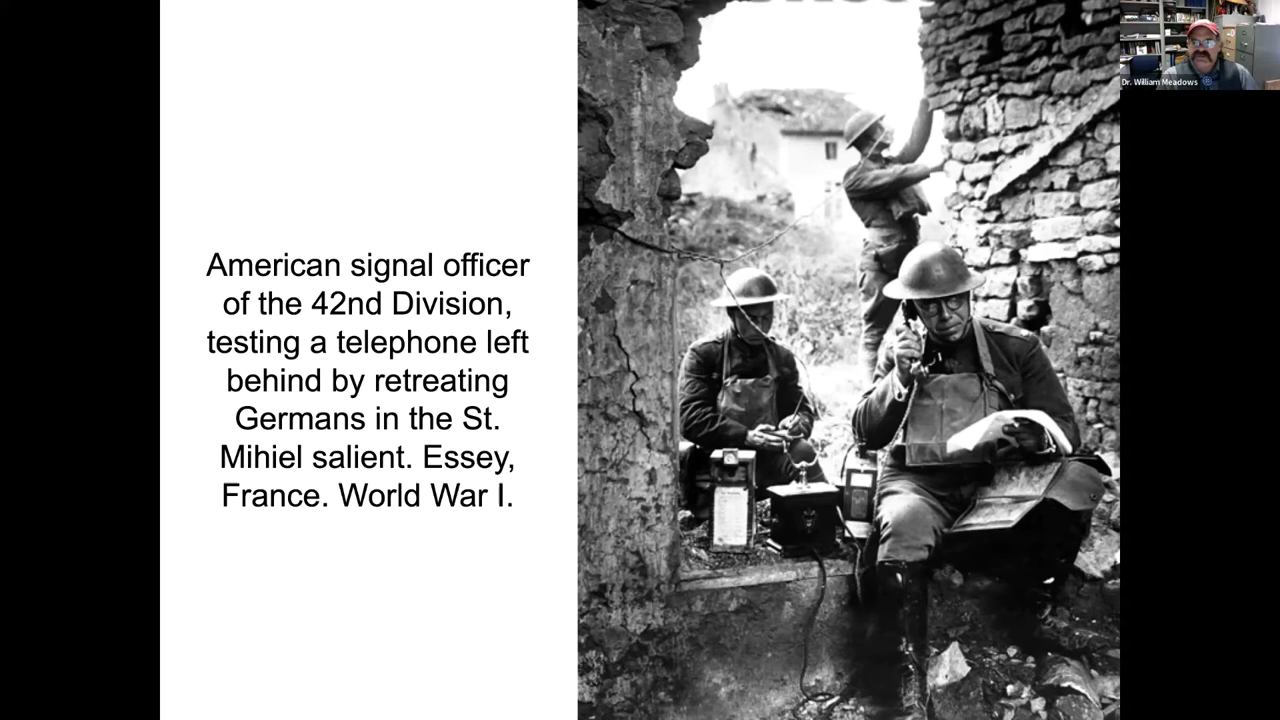 American signal officer
of the 42nd Division,
testing a telephone left
behind by retreating
Germans in the St.
Mihiel salient. Essey,
France. World War I.
Dr. William Meadows